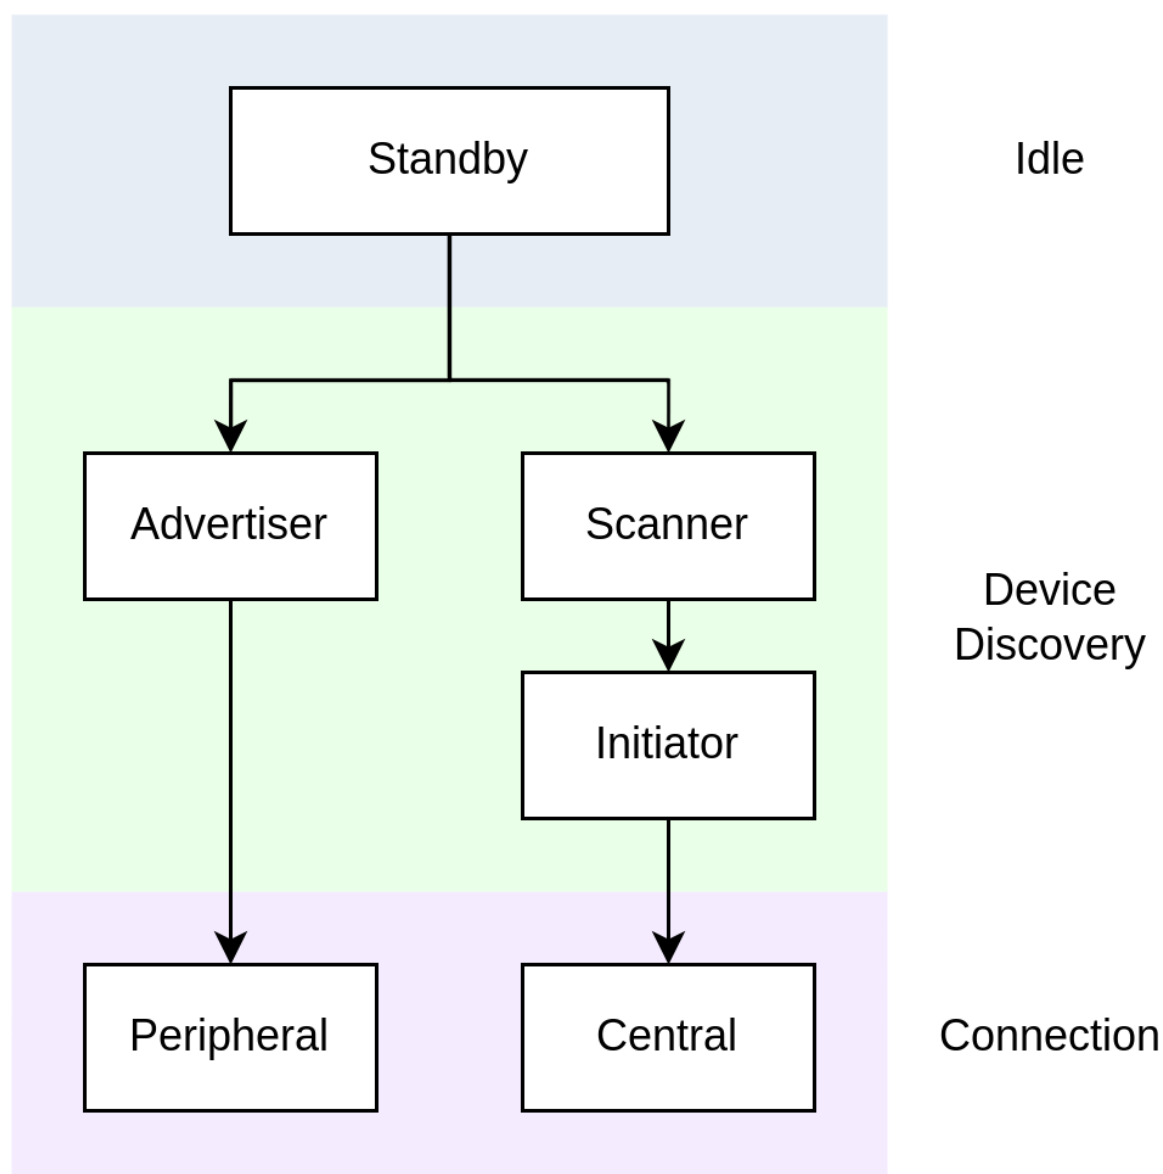 Standby
Idle
Advertiser
Scanner
Device
Discovery
Initiator
Peripheral
Central
Connection